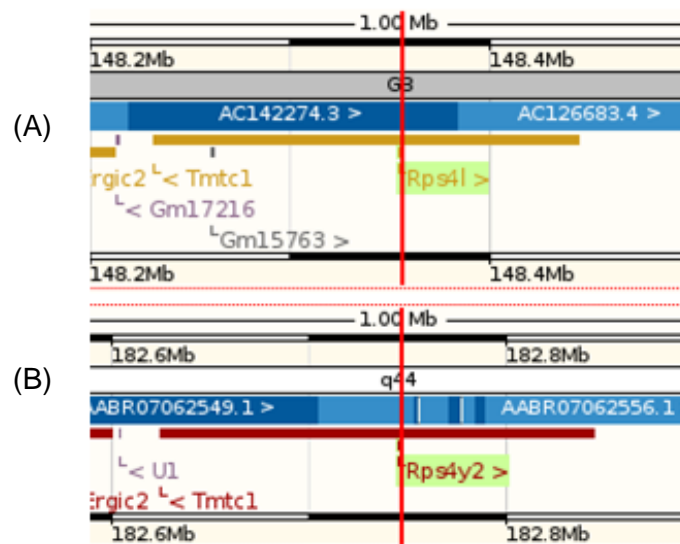 1.00 Mb
148.2Mb 148.4Mb
G3
(A)
AC142274.3 > AC126683.4 >
rgic2 < Tmtc1 Rps4l >
< Gm17216
Gm15763 >
148.2Mb 148.4Mb
1.00 Mb
182.6Mb 182.8Mb
(B)
q44
AABR07062549.1 > AABR07062556.1
< U1 Rps4y2 >
Ergic2 < Tmtc1
182.6Mb 182.8Mb